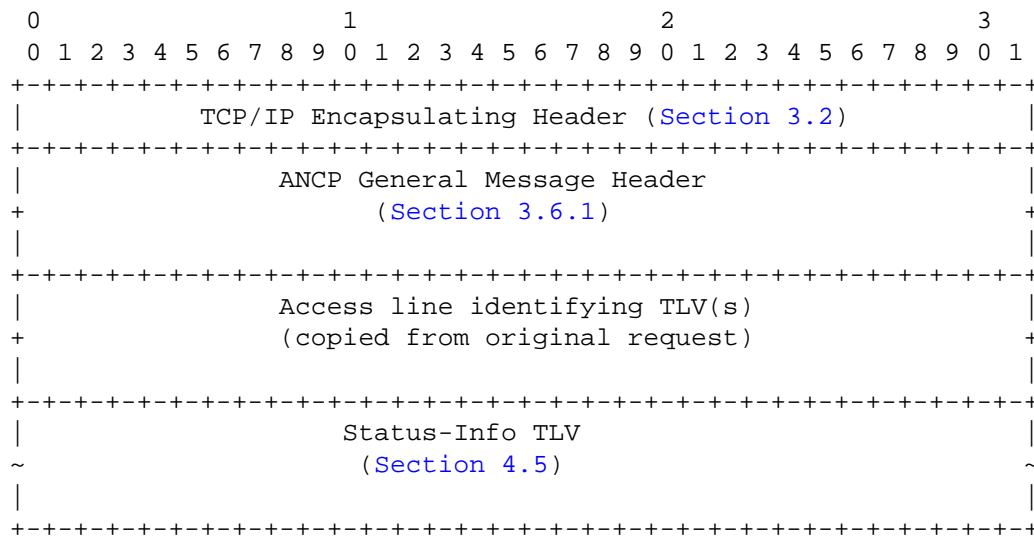 0                   1                   2                   3
 0 1 2 3 4 5 6 7 8 9 0 1 2 3 4 5 6 7 8 9 0 1 2 3 4 5 6 7 8 9 0 1
+-+-+-+-+-+-+-+-+-+-+-+-+-+-+-+-+-+-+-+-+-+-+-+-+-+-+-+-+-+-+-+-+
|           TCP/IP Encapsulating Header (Section 3.2)           |
+-+-+-+-+-+-+-+-+-+-+-+-+-+-+-+-+-+-+-+-+-+-+-+-+-+-+-+-+-+-+-+-+
|                ANCP General Message Header                    |
+                      (Section 3.6.1)                          +
|                                                               |
+-+-+-+-+-+-+-+-+-+-+-+-+-+-+-+-+-+-+-+-+-+-+-+-+-+-+-+-+-+-+-+-+
|                Access line identifying TLV(s)                 |
+                (copied from original request)                 +
|                                                               |
+-+-+-+-+-+-+-+-+-+-+-+-+-+-+-+-+-+-+-+-+-+-+-+-+-+-+-+-+-+-+-+-+
|                    Status-Info TLV                            |
~                     (Section 4.5)                             ~
|                                                               |
+-+-+-+-+-+-+-+-+-+-+-+-+-+-+-+-+-+-+-+-+-+-+-+-+-+-+-+-+-+-+-+-+